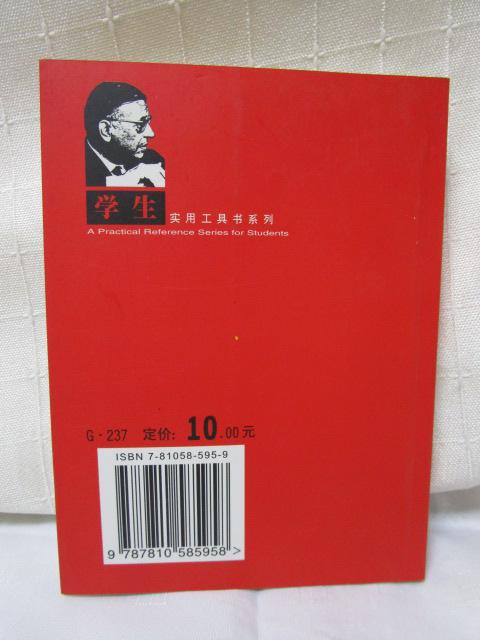 学生 实用工具书系列
A Practical Reference Series for Students
G·237 定价: 10.00元
ISBN 7-81058-595-9
9 787810 585958 >